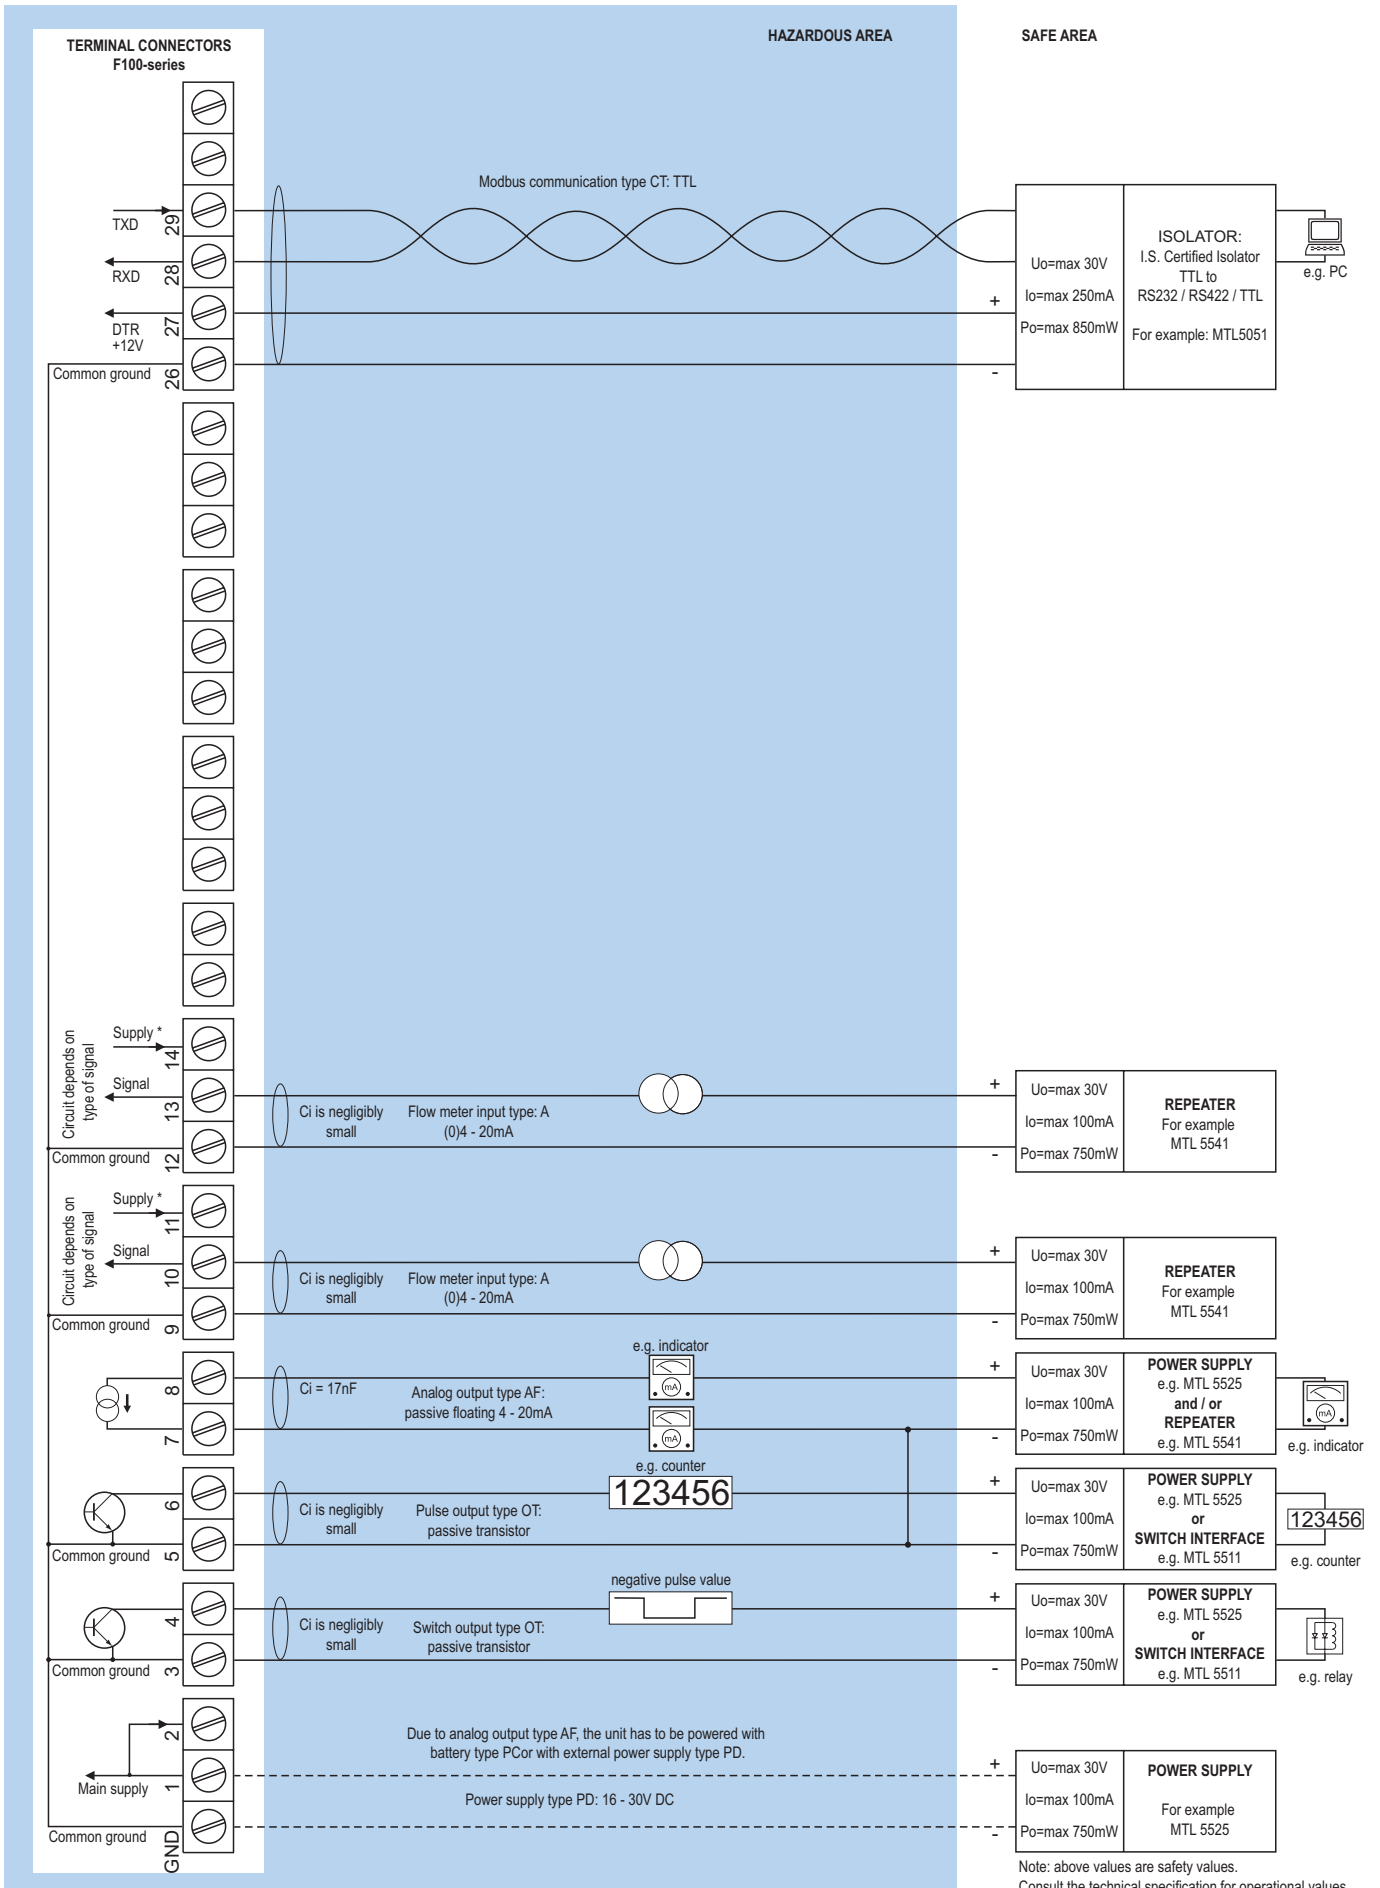 HAZARDOUS AREA
SAFE AREA
TERMINAL CONNECTORS
F100-series
Modbus communication type CT: TTL
TXD
29
RXD
28
DTR
+12V
27
Common ground
26
+
-
Uo=max 30V
Io=max 250mA
Po=max 850mW
ISOLATOR:
I.S. Certified Isolator
TTL to
RS232 / RS422 / TTL
For example: MTL5051
e.g. PC
Circuit depends on
type of signal
Supply *
14
Signal
13
Common ground
12
Ci is negligibly
small
Flow meter input type: A
(0)4 - 20mA
+
-
Uo=max 30V
Io=max 100mA
Po=max 750mW
REPEATER
For example
MTL 5541
Circuit depends on
type of signal
Supply *
11
Signal
10
Common ground
9
Ci is negligibly
small
Flow meter input type: A
(0)4 - 20mA
+
-
Uo=max 30V
Io=max 100mA
Po=max 750mW
REPEATER
For example
MTL 5541
8
7
Ci = 17nF
Analog output type AF:
passive floating 4 - 20mA
e.g. indicator
mA
mA
+
-
Uo=max 30V
Io=max 100mA
Po=max 750mW
POWER SUPPLY
e.g. MTL 5525
and / or
REPEATER
e.g. MTL 5541
mA
e.g. indicator
6
Common ground
5
Ci is negligibly
small
Pulse output type OT:
passive transistor
e.g. counter
123456
+
-
Uo=max 30V
Io=max 100mA
Po=max 750mW
POWER SUPPLY
e.g. MTL 5525
or
SWITCH INTERFACE
e.g. MTL 5511
123456
e.g. counter
4
Common ground
3
Ci is negligibly
small
Switch output type OT:
passive transistor
negative pulse value
+
-
Uo=max 30V
Io=max 100mA
Po=max 750mW
POWER SUPPLY
e.g. MTL 5525
or
SWITCH INTERFACE
e.g. MTL 5511
e.g. relay
2
Main supply
1
Common ground
GND
Due to analog output type AF, the unit has to be powered with
battery type PCor with external power supply type PD.
Power supply type PD: 16 - 30V DC
+
-
Uo=max 30V
Io=max 100mA
Po=max 750mW
POWER SUPPLY
For example
MTL 5525
Note: above values are safety values.
Consult the technical specification for operational values